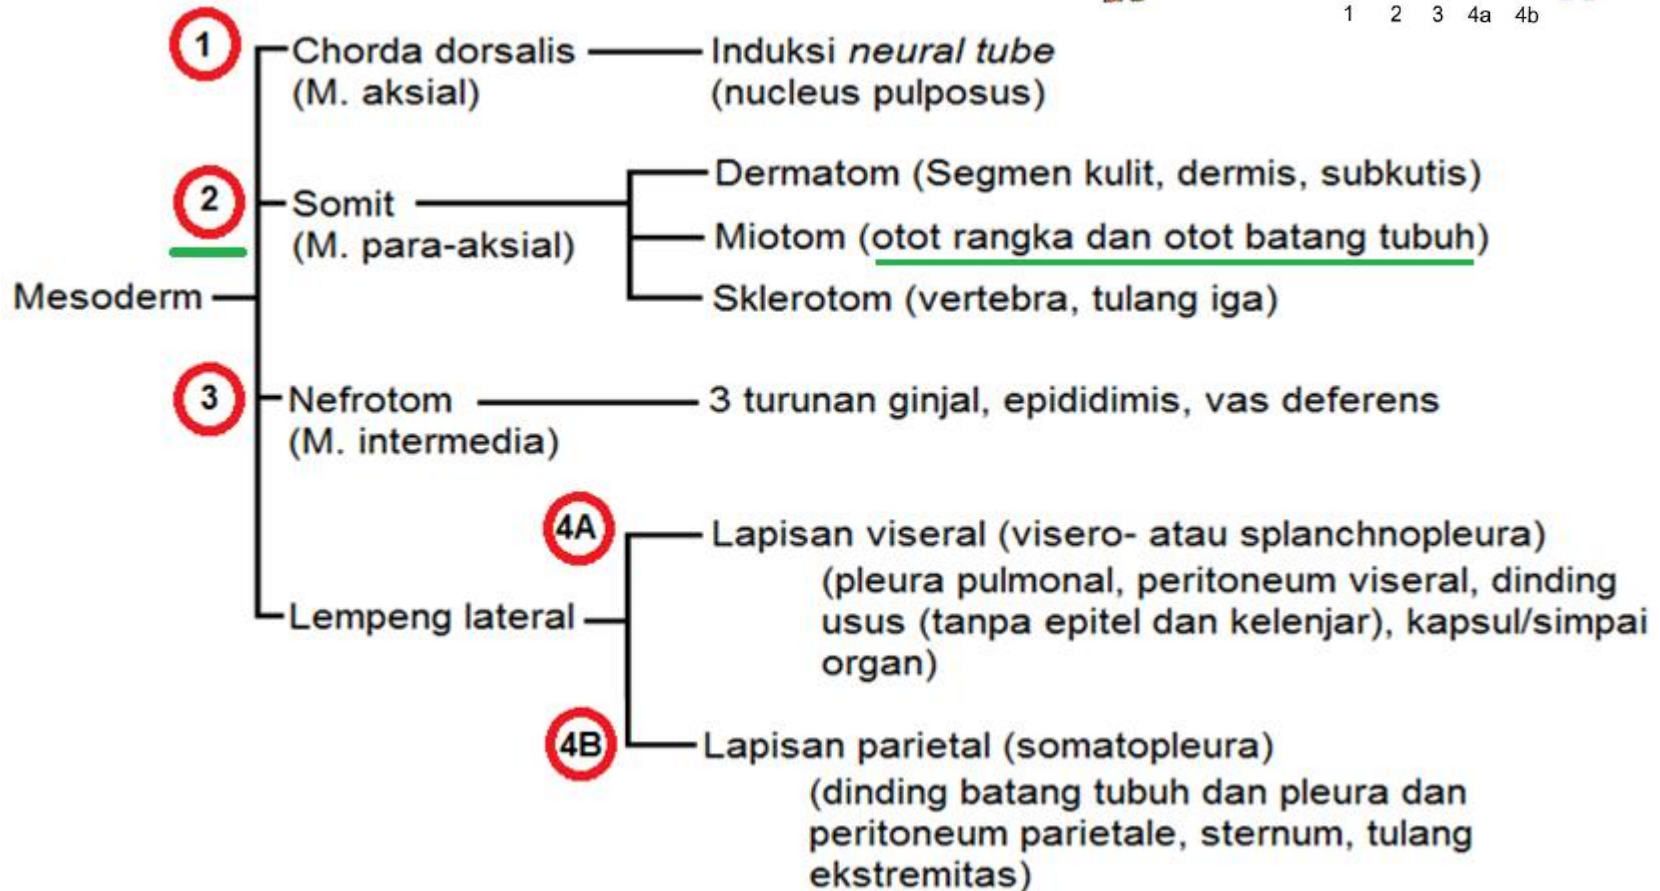 1 2 3 4a 4b
1
Chorda dorsalis
(M. aksial)
Induksi neural tube
(nucleus pulposus)
2
Somit
(M. para-aksial)
Dermatom (Segmen kulit, dermis, subkutis)
Miotom (otot rangka dan otot batang tubuh)
Sklerotom (vertebra, tulang iga)
Mesoderm
3
Nefrotom
(M. intermedia)
3 turunan ginjal, epididimis, vas deferens
Lempeng lateral
4A
Lapisan viseral (visero- atau splanchnopleura)
(pleura pulmonal, peritoneum viseral, dinding
usus (tanpa epitel dan kelenjar), kapsul/simpai
organ)
4B
Lapisan parietal (somatopleura)
(dinding batang tubuh dan pleura dan
peritoneum parietale, sternum, tulang
ekstremitas)